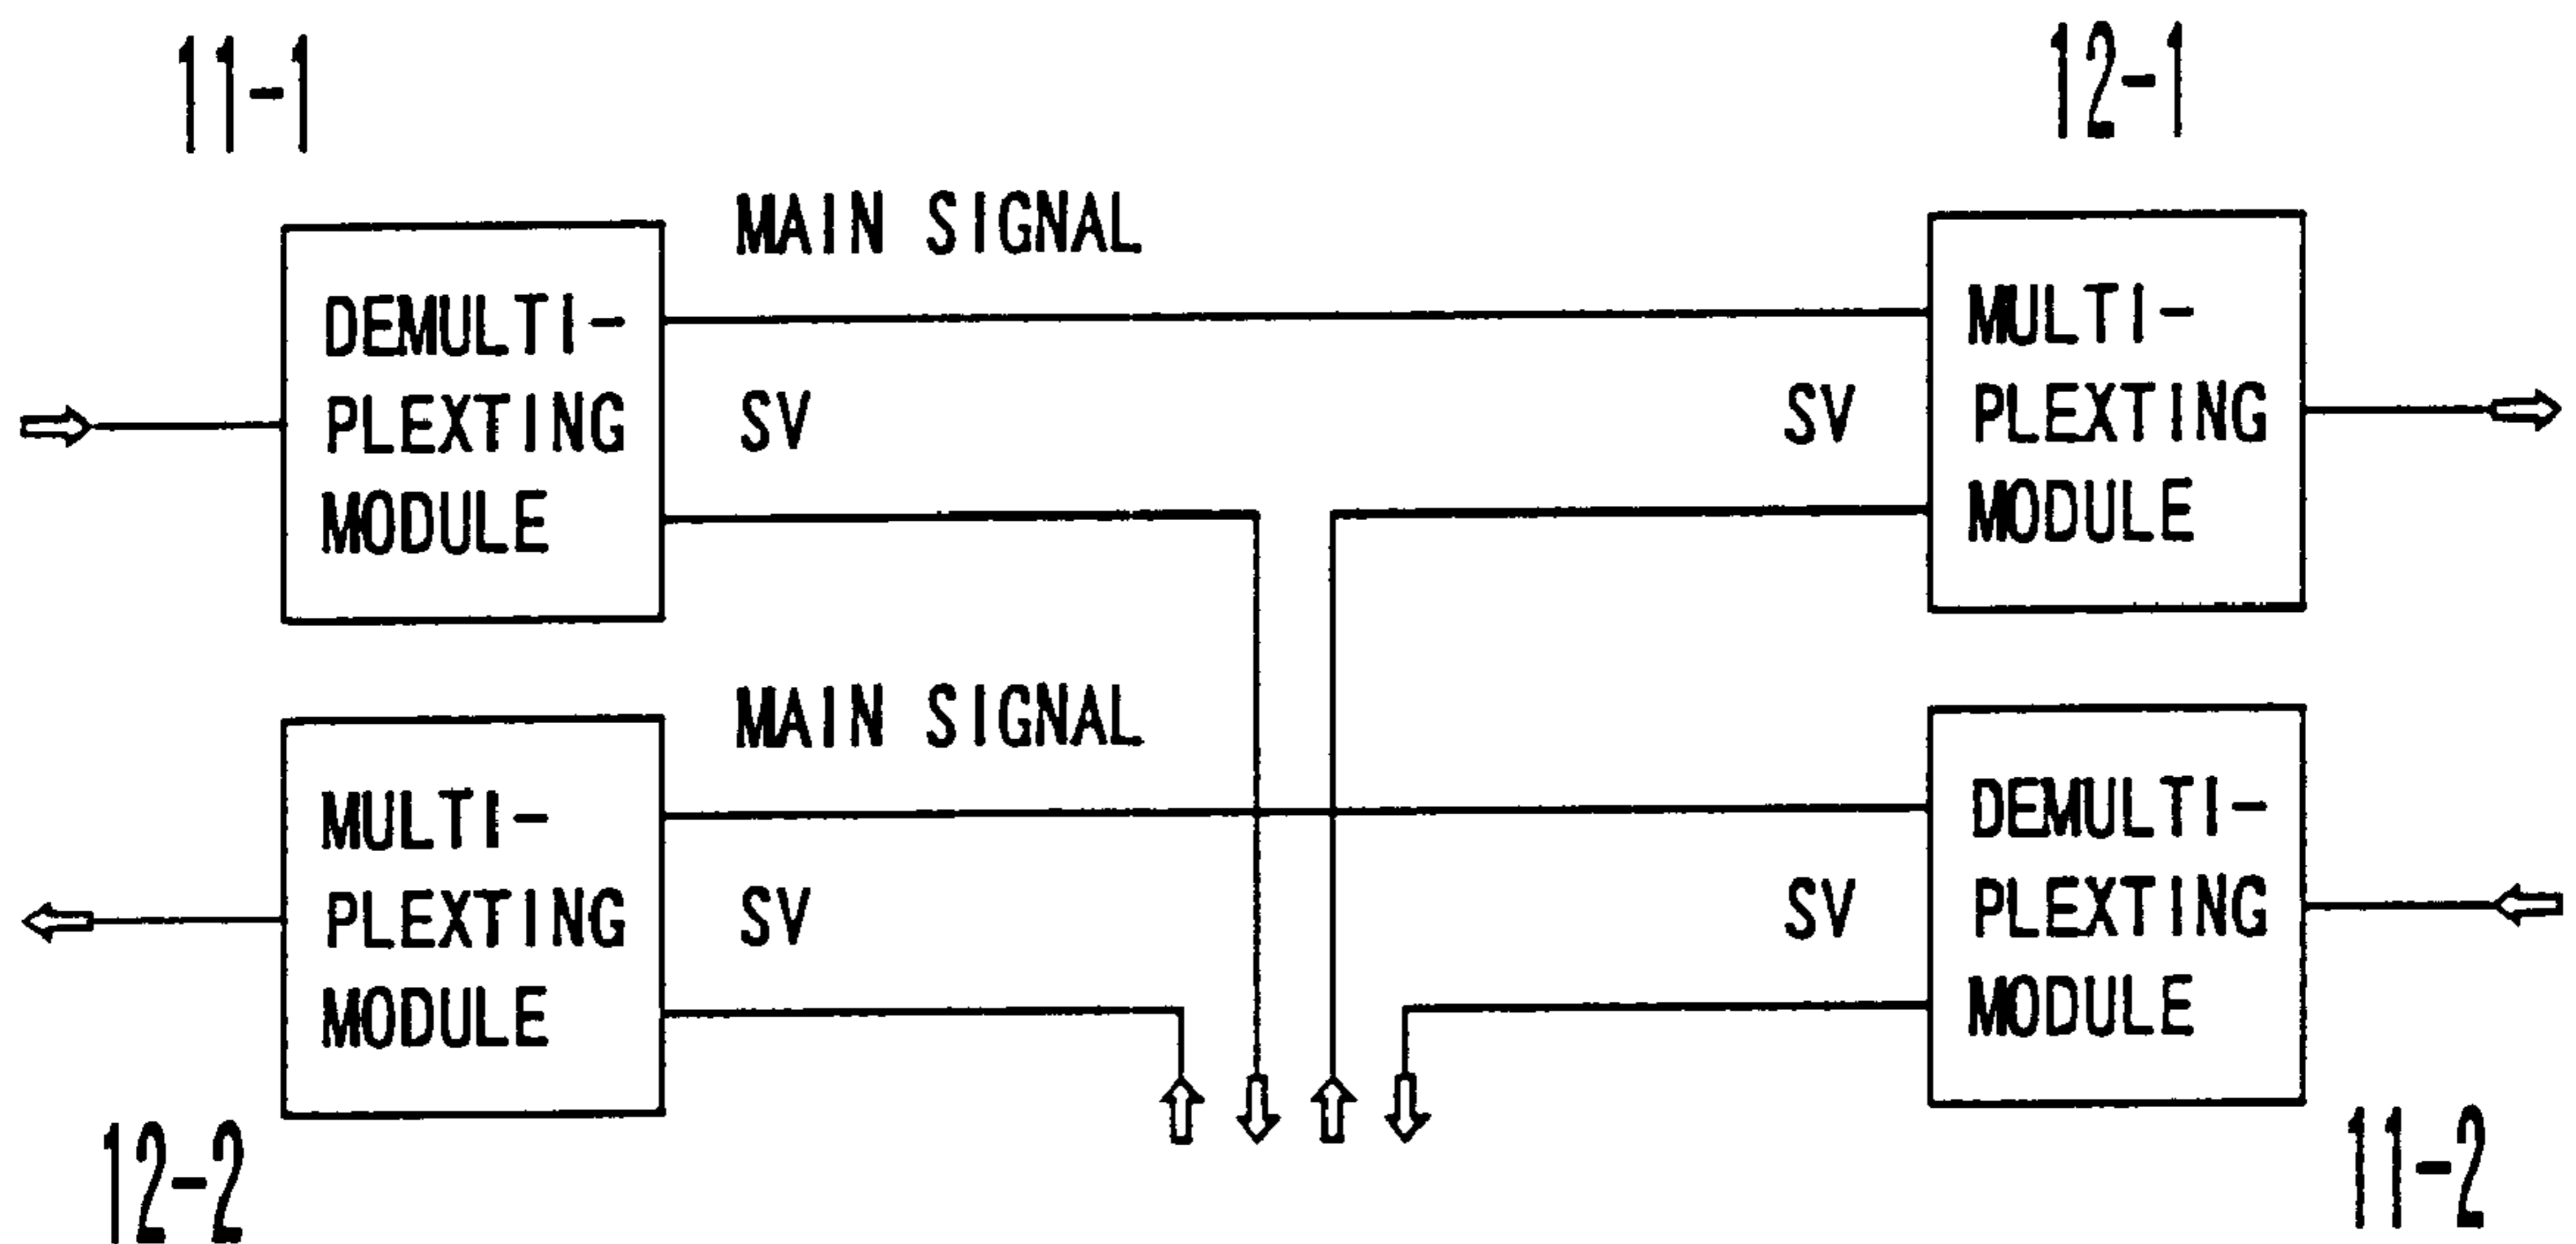 11-1
12-1
MAIN SIGNAL
DEMULTI-
PLEXTING
MODULE
SV
SV
MULTI-
PLEXTING
MODULE
MAIN SIGNAL
MULTI-
PLEXTING
MODULE
SV
SV
DEMULTI-
PLEXTING
MODULE
12-2
11-2